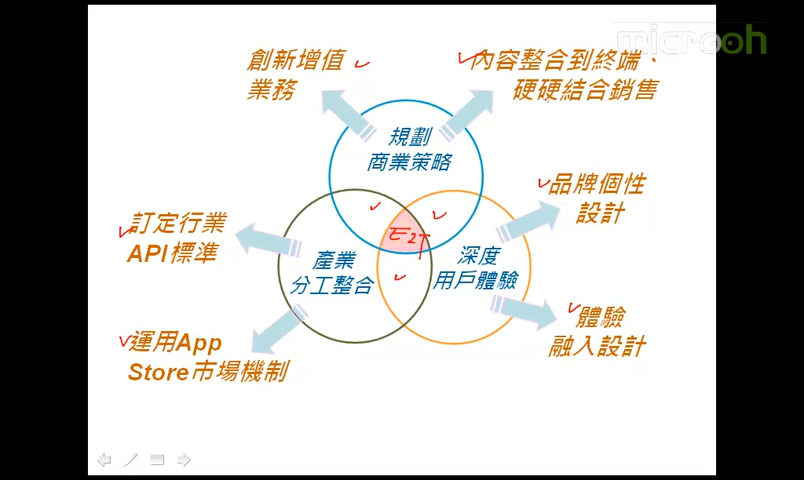 microoh
創新增值
業務
內容整合到終端、
硬硬結合銷售
規劃
商業策略
品牌個性
設計
訂定行業
API標準
E2T
產業
分工整合
深度
用戶體驗
體驗
融入設計
運用App
Store市場機制